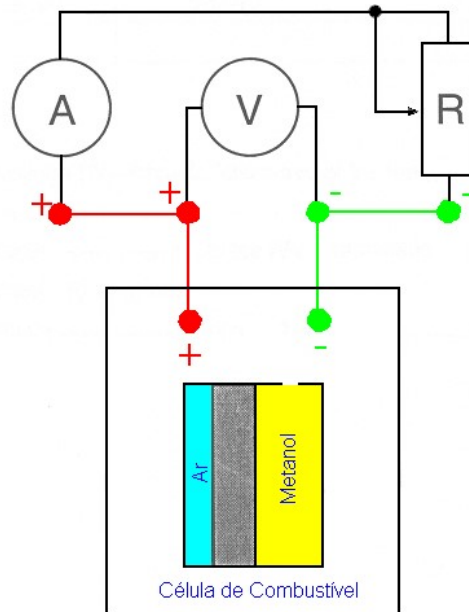 A
V
R
+
+
-
-
+
-
Ar
Metanol
Célula de Combustível